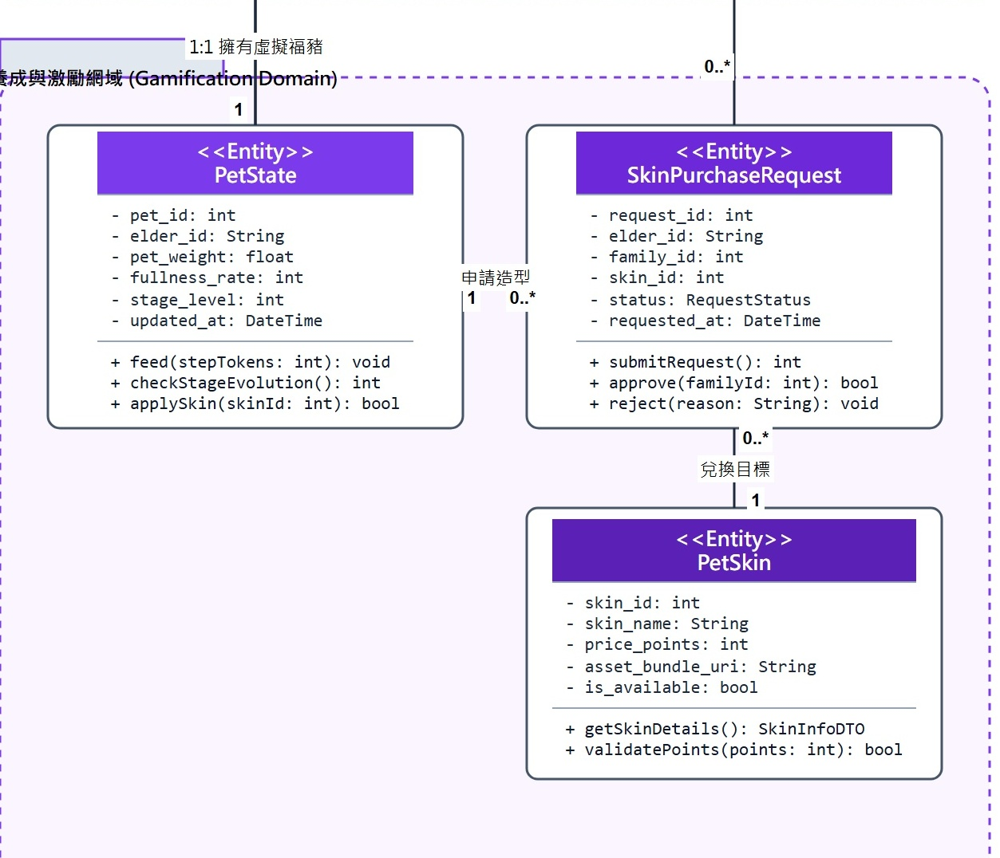 1:1 擁有虛擬福豬
0..*
養成與激勵網域 (Gamification Domain)
1
<<Entity>>
PetState
- pet_id: int
- elder_id: String
- pet_weight: float
- fullness_rate: int
- stage_level: int
- updated_at: DateTime
+ feed(stepTokens: int): void
+ checkStageEvolution(): int
+ applySkin(skinId: int): bool
申請造型
1
0..*
<<Entity>>
SkinPurchaseRequest
- request_id: int
- elder_id: String
- family_id: int
- skin_id: int
- status: RequestStatus
- requested_at: DateTime
+ submitRequest(): int
+ approve(familyId: int): bool
+ reject(reason: String): void
0..*
兌換目標
1
<<Entity>>
PetSkin
- skin_id: int
- skin_name: String
- price_points: int
- asset_bundle_uri: String
- is_available: bool
+ getSkinDetails(): SkinInfoDTO
+ validatePoints(points: int): bool